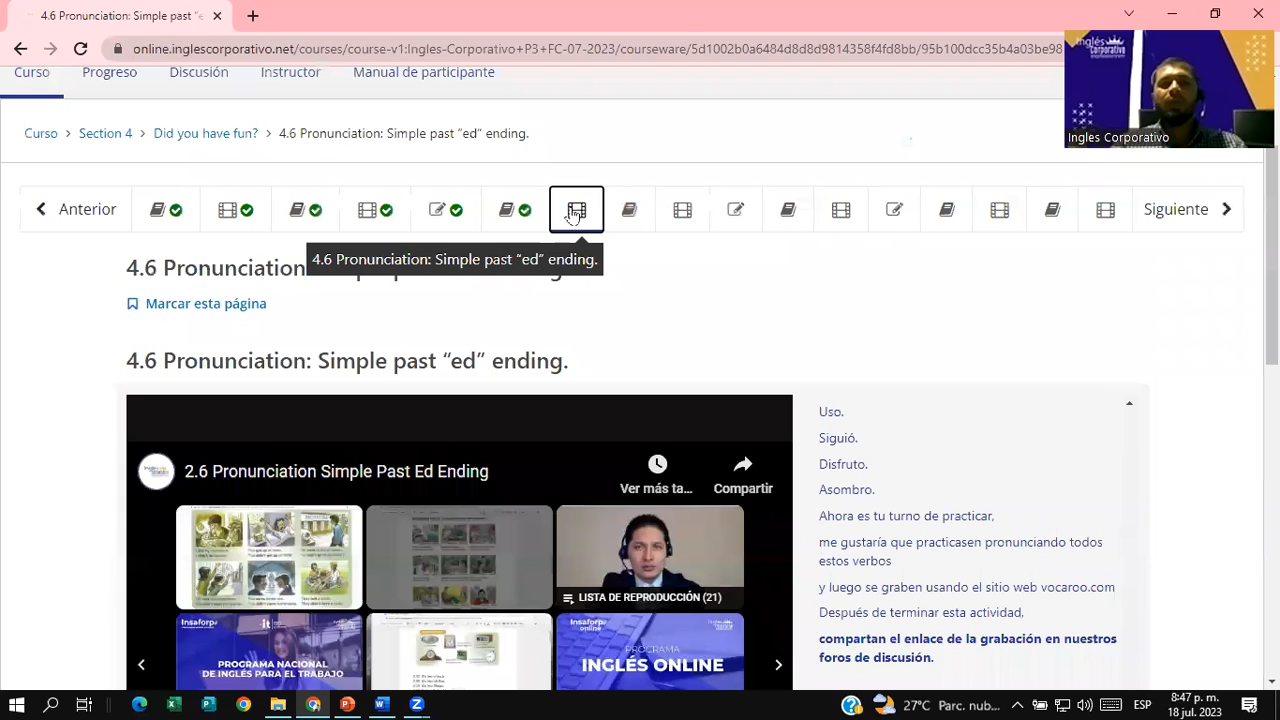 4.6 Pronunciation: Simple past "e
online.inglescorporativo.net/courses/course-v1:Ingles-Corporativo+P3+FC-07-2023/courseware/
Ingles Corporativo
Curso Progreso Discusión Instructor Manual de participante
Curso > Section 4 > Did you have fun? > 4.6 Pronunciation: Simple past “ed” ending.
Anterior
Siguiente
4.6 Pronunciation: Simple past “ed” ending.
4.6 Pronunciation
Marcar esta página
4.6 Pronunciation: Simple past “ed” ending.
2.6 Pronunciation Simple Past Ed Ending
Ver más ta...
Compartir
LISTA DE REPRODUCCIÓN (21)
Insaforp
PROGRAMA NACIONAL
DE INGLÉS PARA EL TRABAJO
Insaforp
online
PROGRAMA
INGLÉS ONLINE
Uso.
Siguió.
Disfruto.
Asombro.
Ahora es tu turno de practicar,
me gustaría que practicasen pronunciando todos
estos verbos
y luego se graben usando el sitio web vocaroo.com
Después de terminar esta actividad,
compartan el enlace de la grabación en nuestros
foros de discusión.
27°C Parc. nub...
ESP
8:47 p. m.
18 jul. 2023